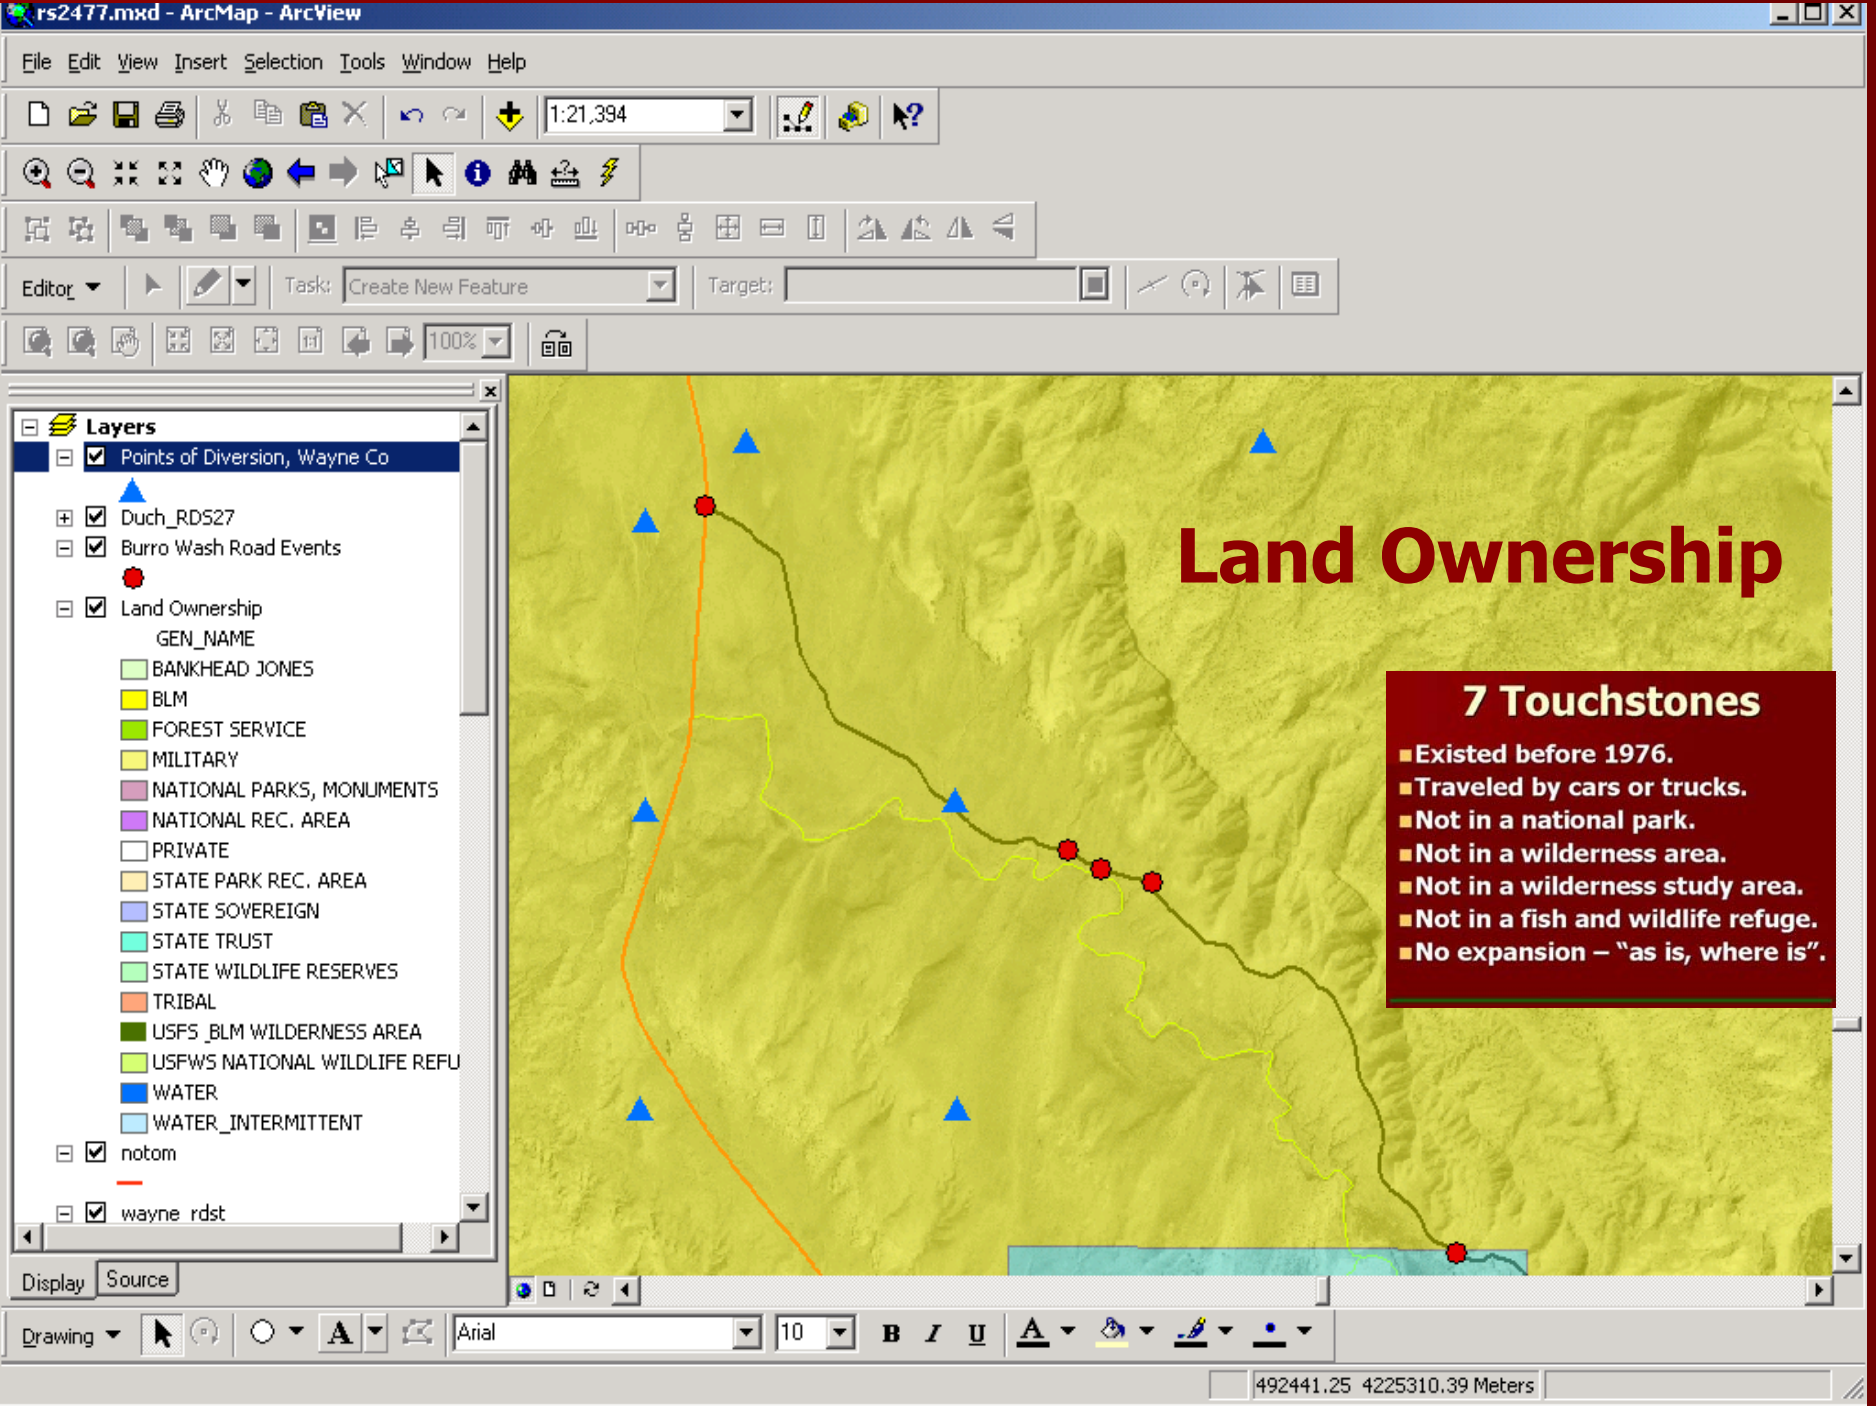 rs2477.mxd - ArcMap - ArcView
File Edit View Insert Selection Tools Window Help
1:21,394
Editor Task: Create New Feature Target:
100%
1:1
Layers
Points of Diversion, Wayne Co
Duch_RDS27
Burro Wash Road Events
Land Ownership
GEN_NAME
BANKHEAD JONES
BLM
FOREST SERVICE
MILITARY
NATIONAL PARKS, MONUMENTS
NATIONAL REC. AREA
PRIVATE
STATE PARK REC. AREA
STATE SOVEREIGN
STATE TRUST
STATE WILDLIFE RESERVES
TRIBAL
USFS_BLM WILDERNESS AREA
USFWS NATIONAL WILDLIFE REFU
WATER
WATER_INTERMITTENT
notom
wayne_rdst
Display Source
Land Ownership
7 Touchstones
Existed before 1976.
Traveled by cars or trucks.
Not in a national park.
Not in a wilderness area.
Not in a wilderness study area.
Not in a fish and wildlife refuge.
No expansion – “as is, where is”.
Drawing A Arial 10 B I U A
492441.25 4225310.39 Meters